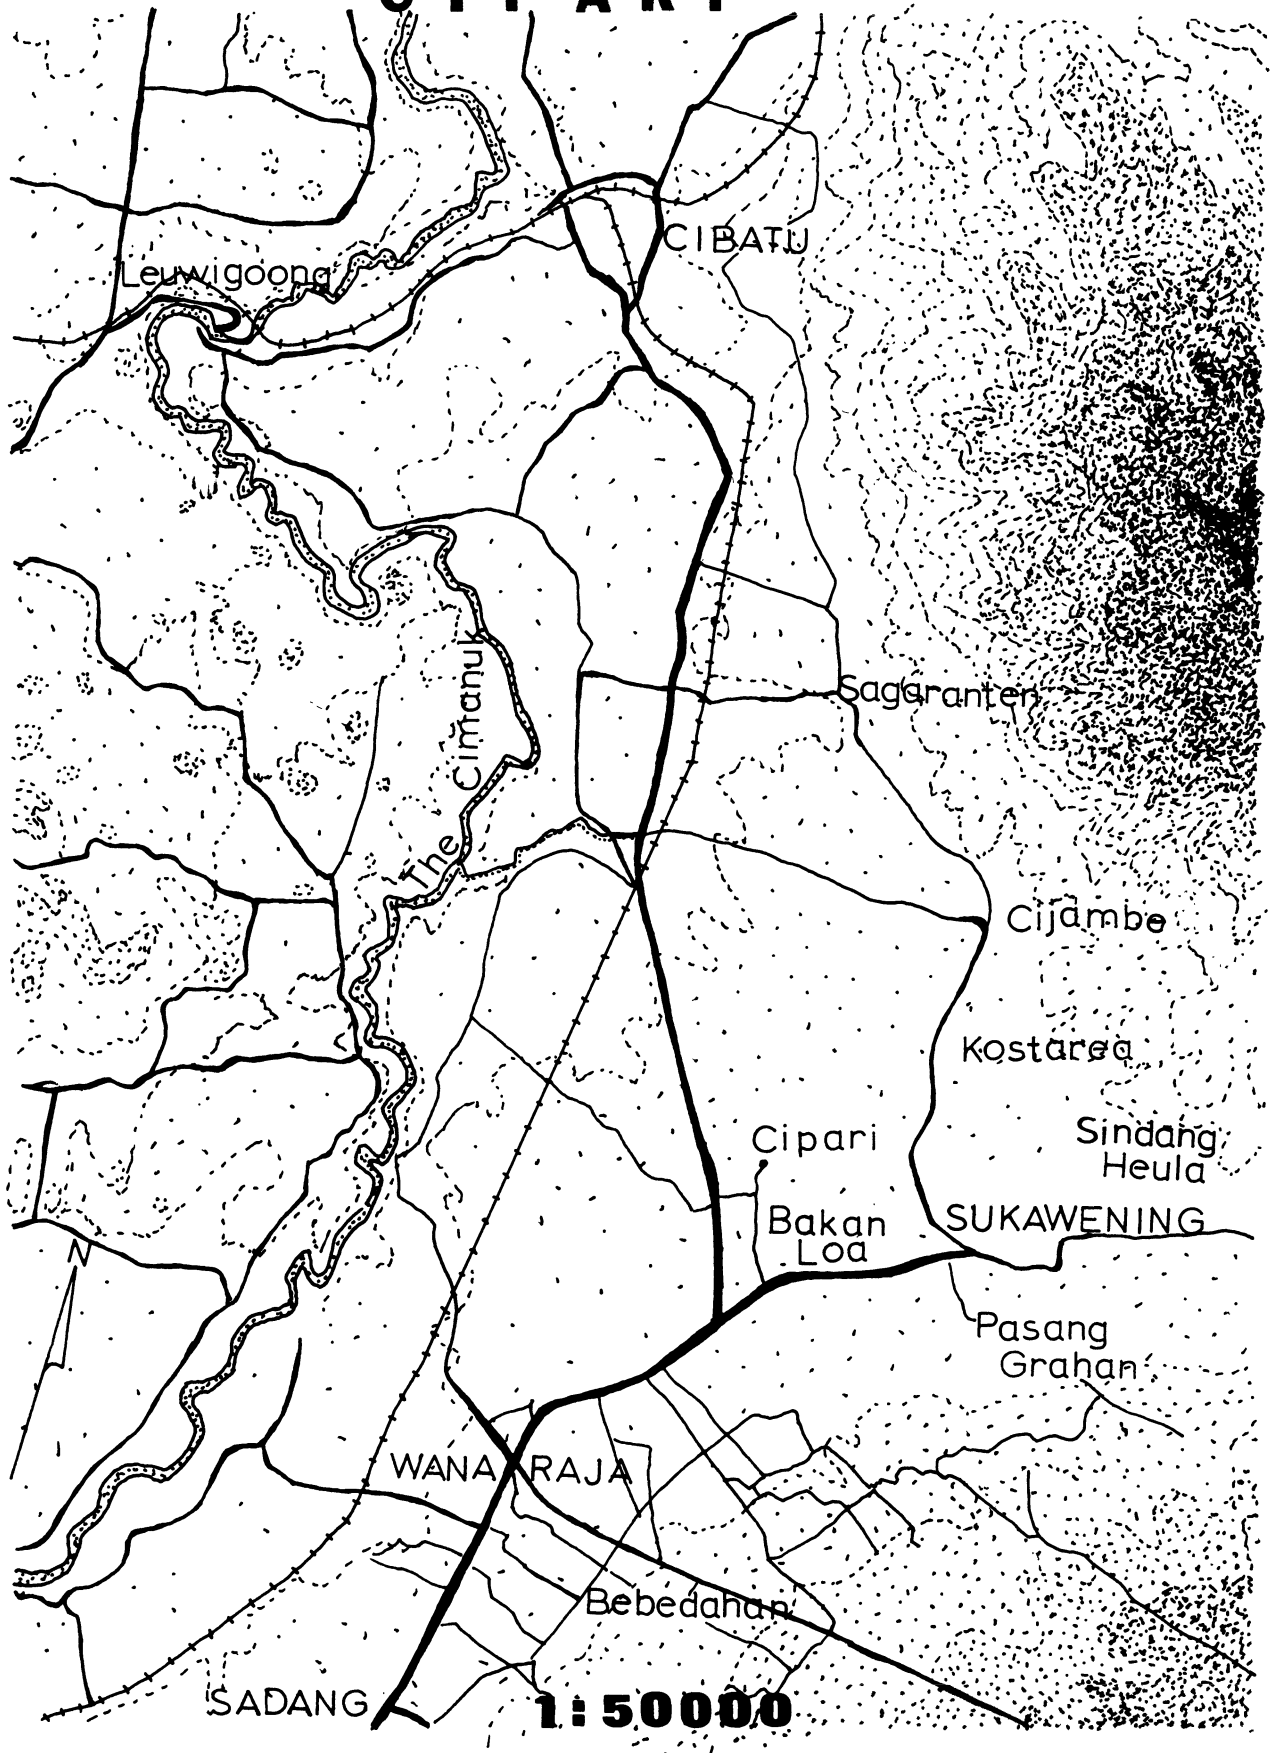 CIBATU
Leuwigoong
The Cimanuk
Sagaranten
Cijambe
Kostarea
Cipari
Sindang
Heula
Bakan
Loa
SUKAWENING
N
Pasang
Grahan
WANA RAJA
Bebedahan
SADANG
1:50000